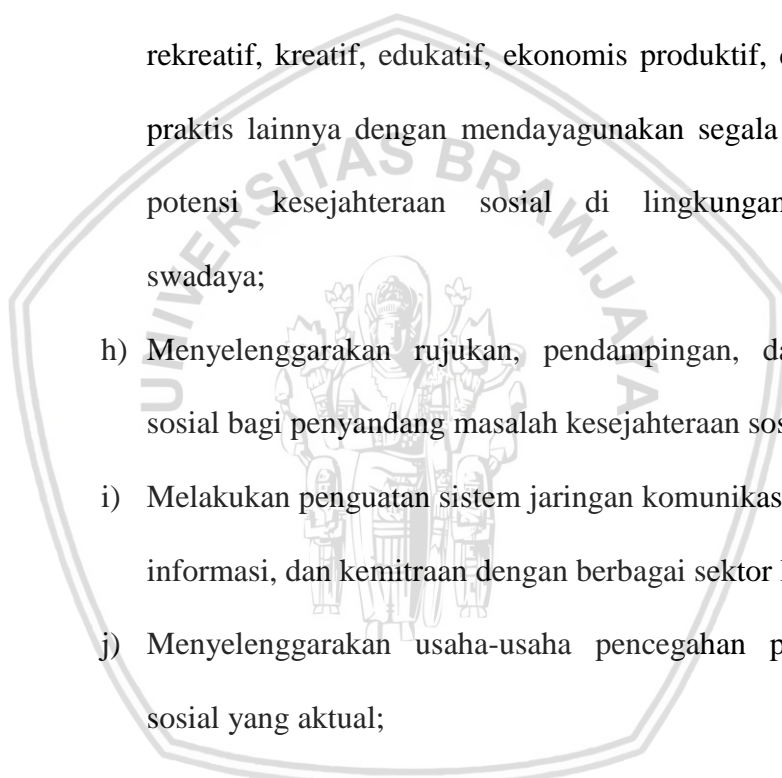 rekreatif, kreatif, edukatif, ekonomis produktif,
praktis lainnya dengan mendayagunakan segala
potensi kesejahteraan sosial di lingkungan
swadaya;
h) Menyelenggarakan rujukan, pendampingan,
sosial bagi penyandang masalah kesejahteraan
i) Melakukan penguatan sistem jaringan
informasi, dan kemitraan dengan berbagai sektor
j) Menyelenggarakan usaha-usaha pencegahan
sosial yang aktual;
UNIVERSITAS BRAWIJAYA